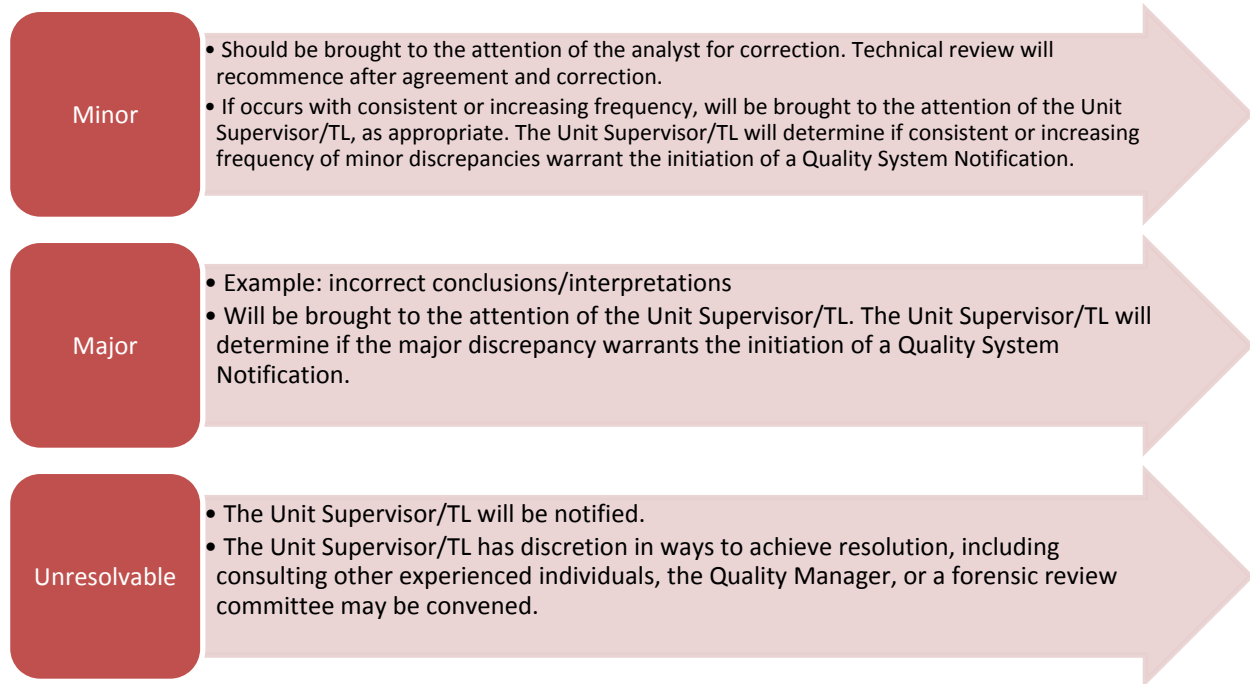 Minor
• Should be brought to the attention of the analyst for correction. Technical review will
recommence after agreement and correction.
• If occurs with consistent or increasing frequency, will be brought to the attention of the Unit
Supervisor/TL, as appropriate. The Unit Supervisor/TL will determine if consistent or increasing
frequency of minor discrepancies warrant the initiation of a Quality System Notification.
Major
• Example: incorrect conclusions/interpretations
• Will be brought to the attention of the Unit Supervisor/TL. The Unit Supervisor/TL will
determine if the major discrepancy warrants the initiation of a Quality System
Notification.
Unresolvable
• The Unit Supervisor/TL will be notified.
• The Unit Supervisor/TL has discretion in ways to achieve resolution, including
consulting other experienced individuals, the Quality Manager, or a forensic review
committee may be convened.